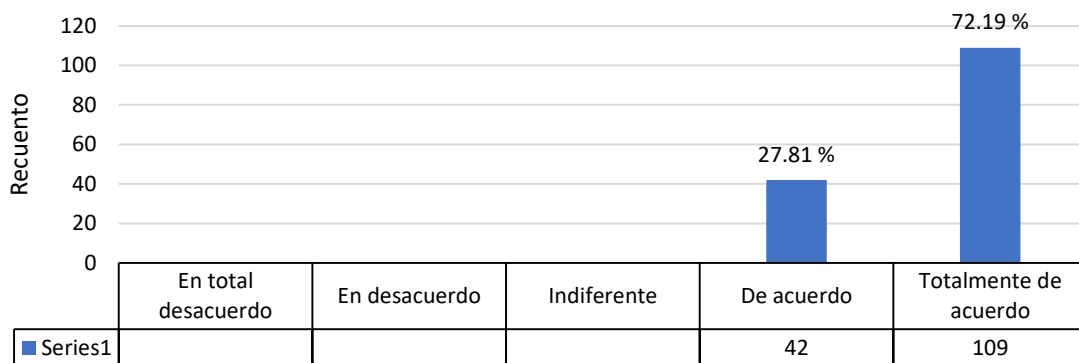 72.19 %
120
100
80
27.81 %
60
40
20
0
Recuento
En total
desacuerdo
En desacuerdo
Indiferente
De acuerdo
Totalmente de
acuerdo
Series1
42
109